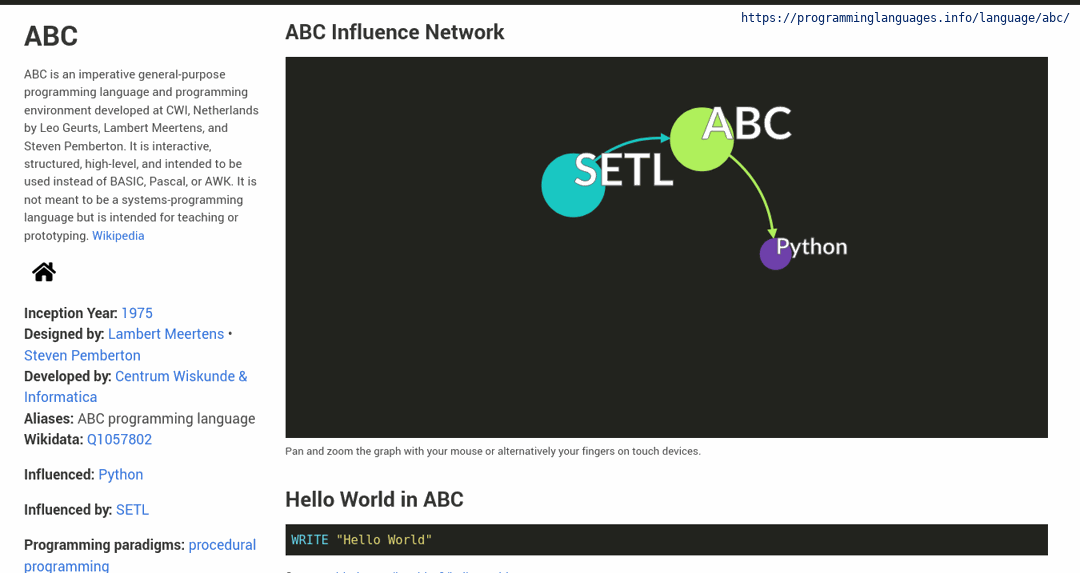 https://programminglanguages.info/language/abc/
ABC
ABC is an imperative general-purpose
programming language and programming
environment developed at CWI, Netherlands
by Leo Geurts, Lambert Meertens, and
Steven Pemberton. It is interactive,
structured, high-level, and intended to be
used instead of BASIC, Pascal, or AWK. It is
not meant to be a systems-programming
language but is intended for teaching or
prototyping. Wikipedia
Inception Year: 1975
Designed by: Lambert Meertens •
Steven Pemberton
Developed by: Centrum Wiskunde &
Informatica
Aliases: ABC programming language
Wikidata: Q1057802
Influenced: Python
Influenced by: SETL
Programming paradigms: procedural
programming
ABC Influence Network
ABC
SETL
Python
Pan and zoom the graph with your mouse or alternatively your fingers on touch devices.
Hello World in ABC
WRITE "Hello World"